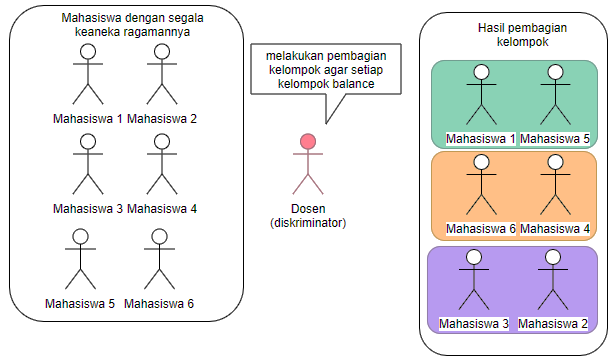 Mahasiswa dengan segala
keaneka ragamannya
Mahasiswa 1 Mahasiswa 2
Mahasiswa 3 Mahasiswa 4
Mahasiswa 5 Mahasiswa 6
melakukan pembagian
kelompok agar setiap
kelompok balance
Dosen
(diskriminator)
Hasil pembagian
kelompok
Mahasiswa 1 Mahasiswa 5
Mahasiswa 6 Mahasiswa 4
Mahasiswa 3 Mahasiswa 2